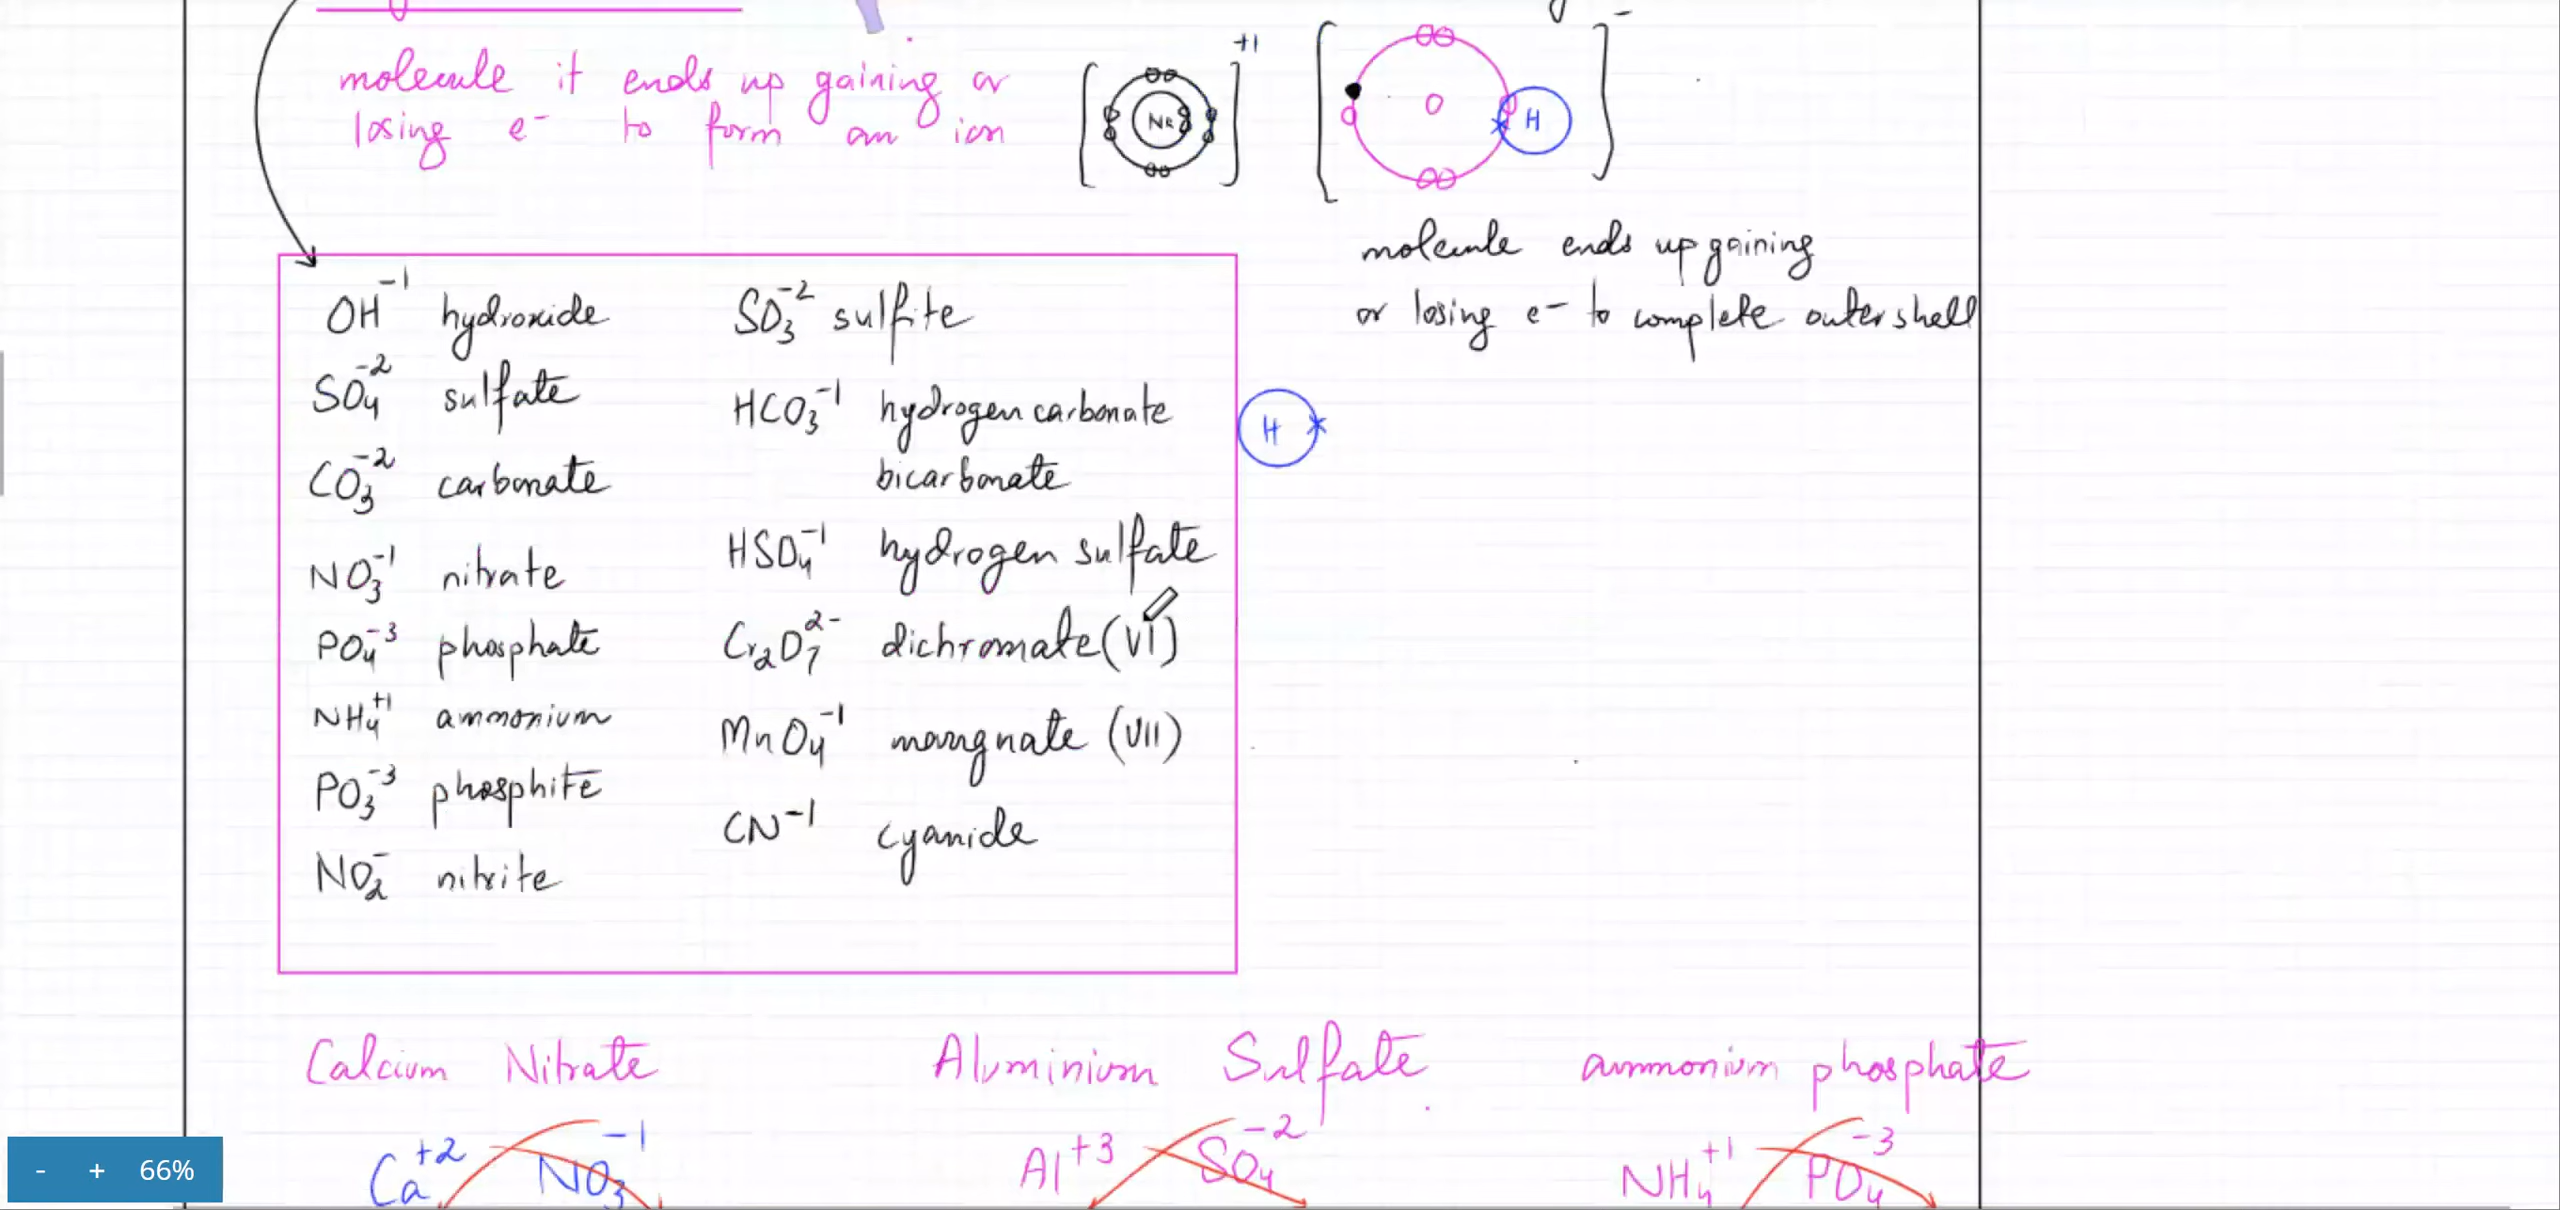 molecule it ends up gaining or
losing e- to form an ion
+1
Na
-
O
H
molecule ends up gaining
or losing e- to complete outershell
OH⁻¹ hydroxide
SO₄⁻² sulfate
CO₃⁻² carbonate
NO₃⁻¹ nitrate
PO₄⁻³ phosphate
NH₄⁺¹ ammonium
PO₃⁻³ phosphite
NO₂⁻ nitrite
SO₃⁻² sulfite
HCO₃⁻¹ hydrogen carbonate
bicarbonate
HSO₄⁻¹ hydrogen sulfate
Cr₂O₇²⁻ dichromate (VI)
MnO₄⁻¹ mangnate (VII)
CN⁻¹ cyanide
H
Calcium Nitrate
Aluminium Sulfate
ammonium phosphate
Ca⁺² NO₃⁻¹
Al⁺³ SO₄⁻²
NH₄⁺¹ PO₄⁻³
- + 66%